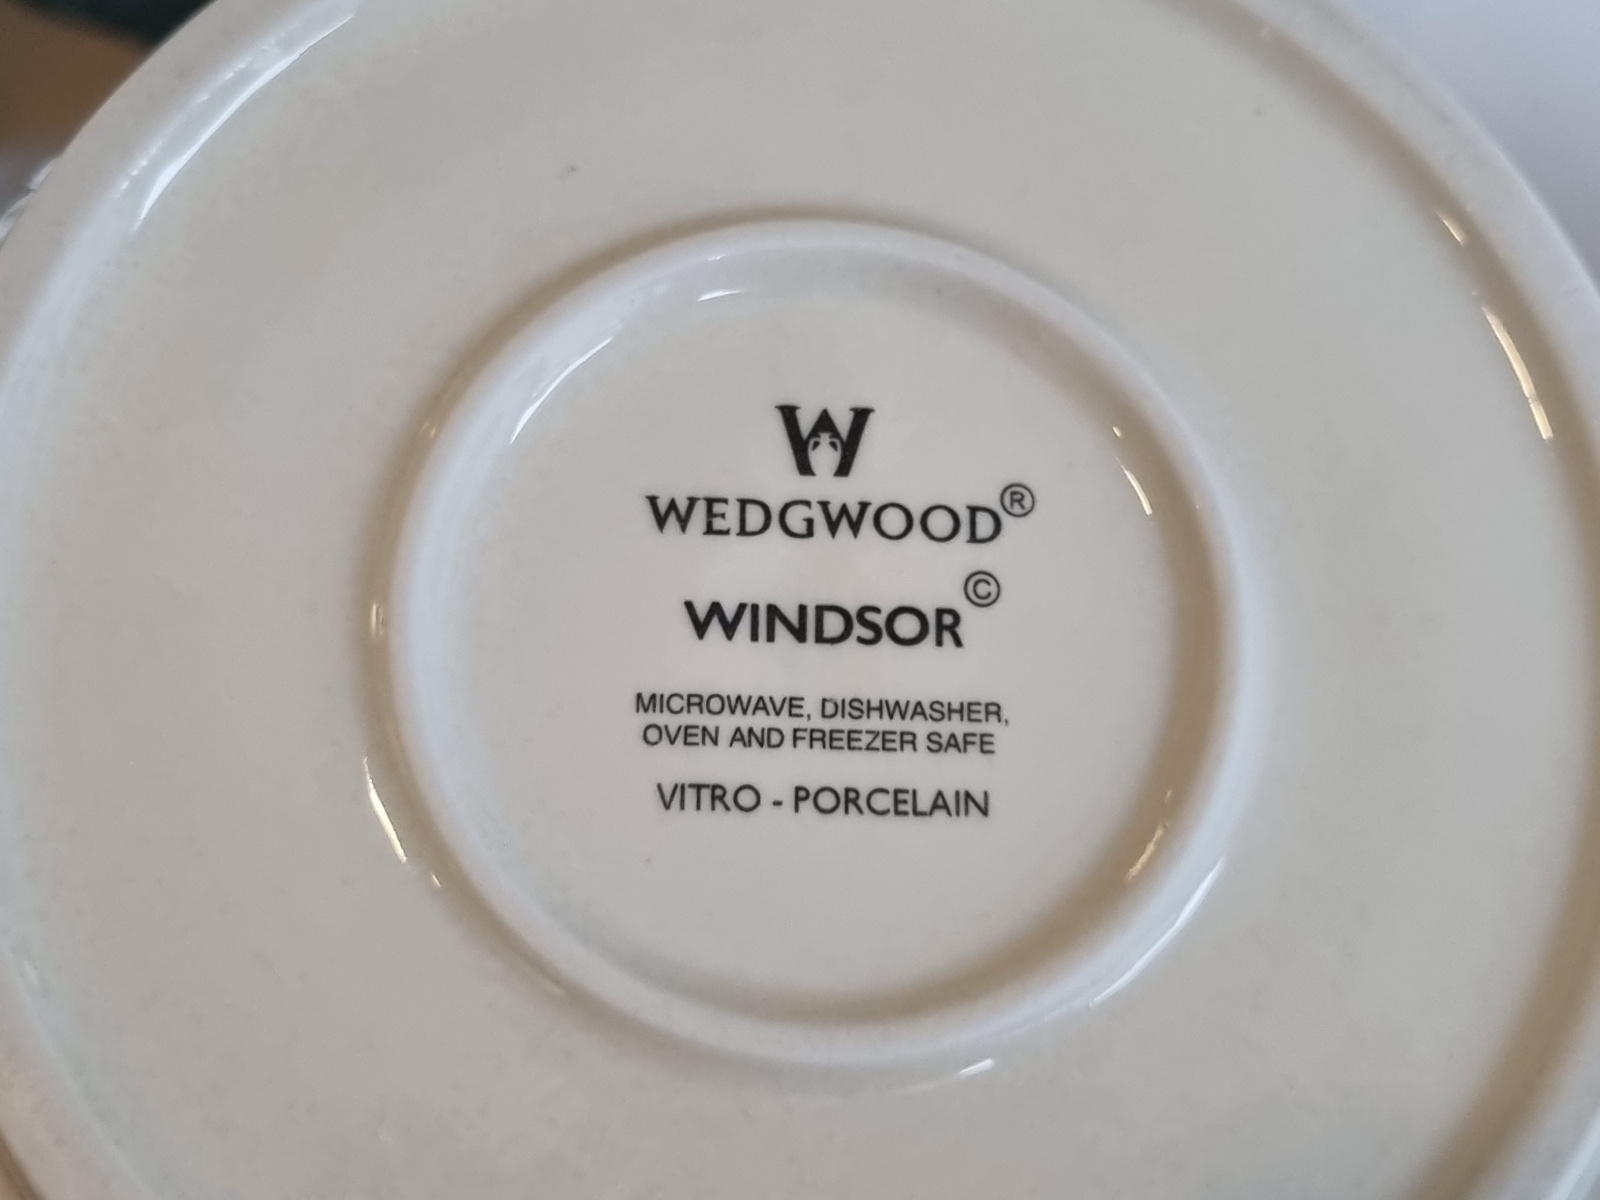 W
WEDGWOOD®
WINDSOR©
MICROWAVE, DISHWASHER,
OVEN AND FREEZER SAFE
VITRO - PORCELAIN